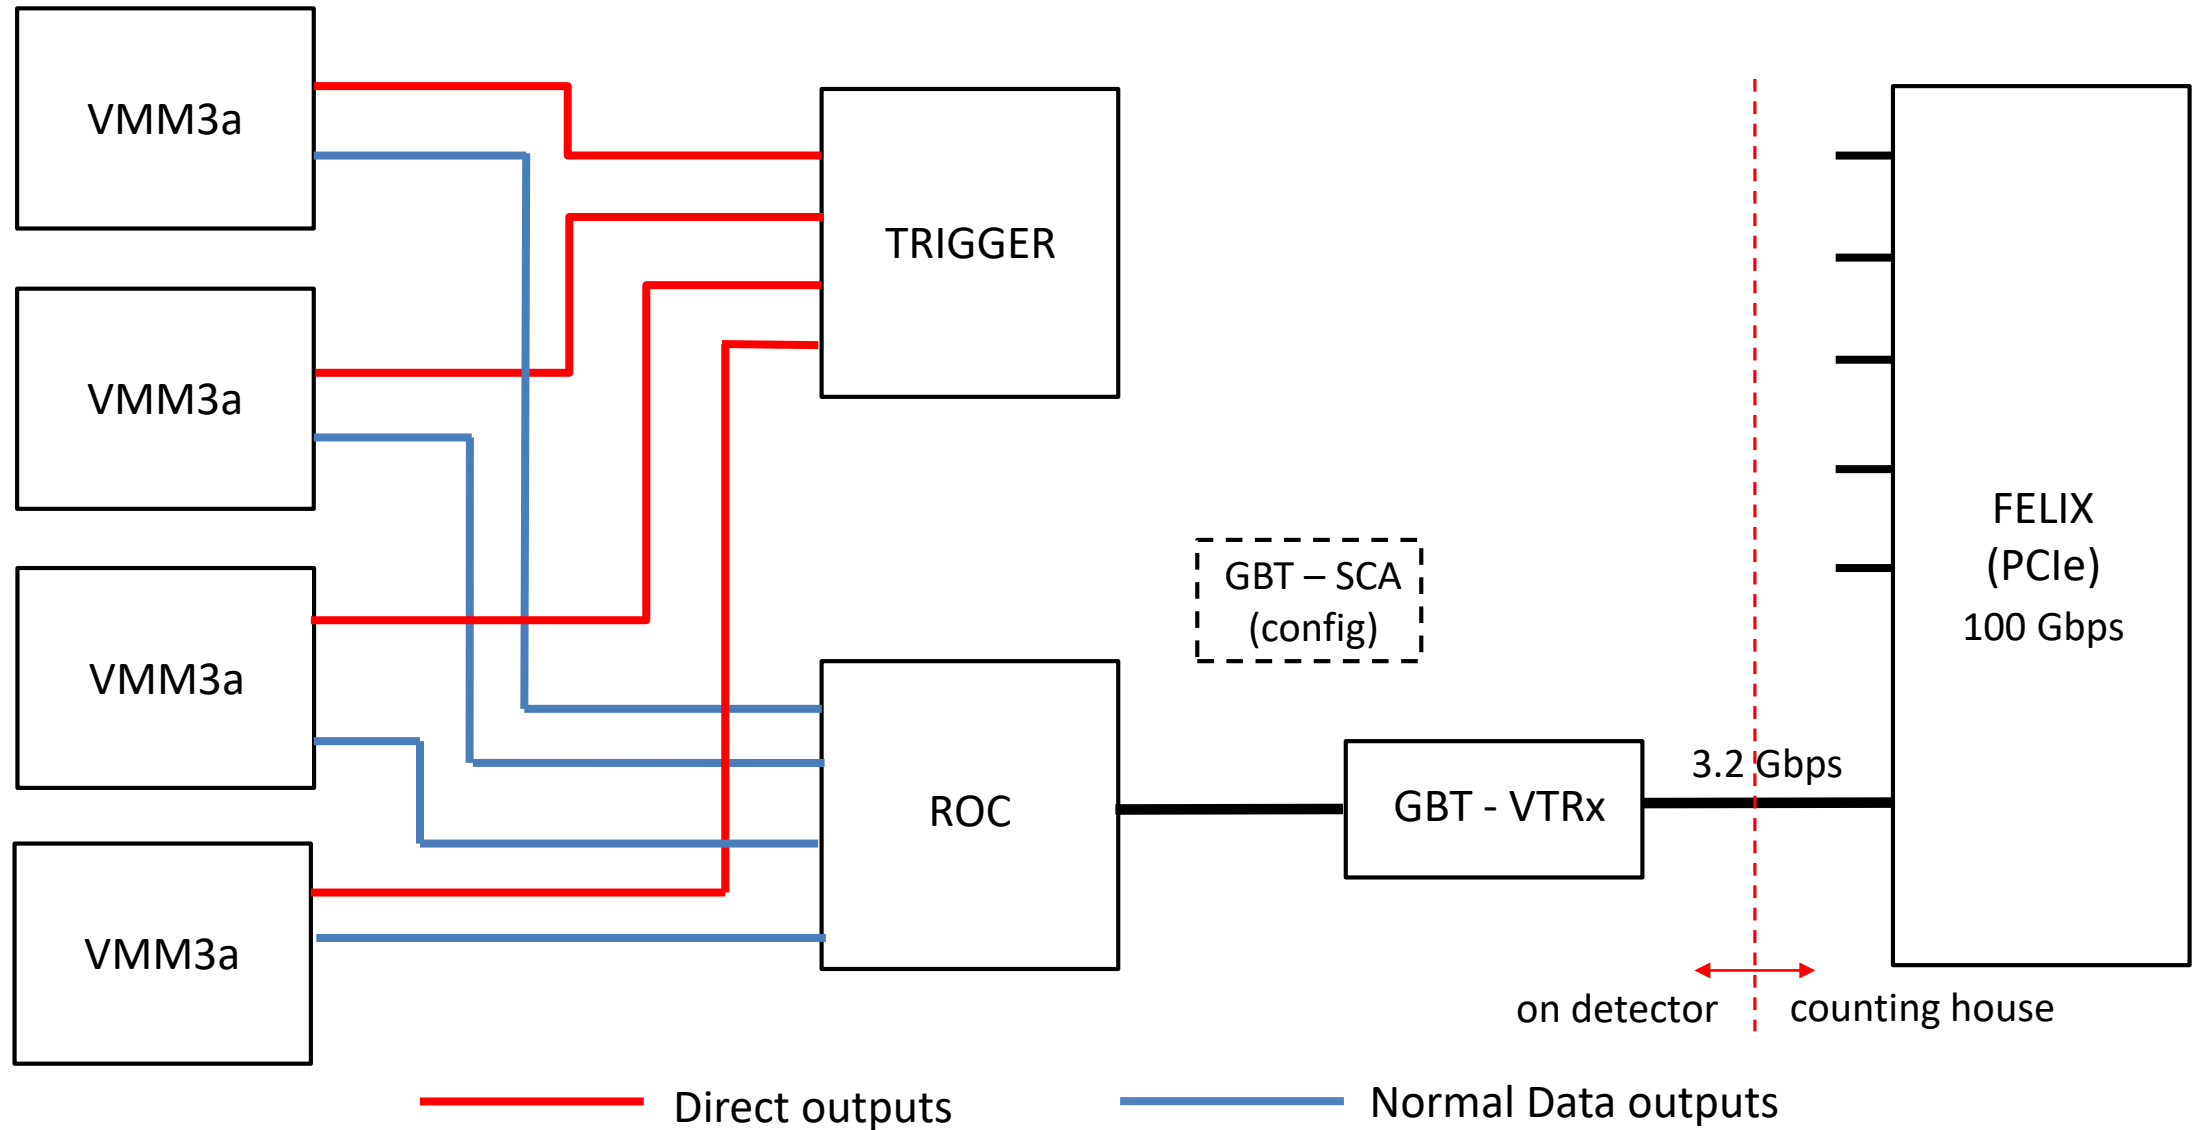 VMM3a
VMM3a
VMM3a
VMM3a
TRIGGER
ROC
GBT – SCA
(config)
GBT - VTRx
3.2 Gbps
FELIX
(PCIe)
100 Gbps
on detector
counting house
Direct outputs
Normal Data outputs